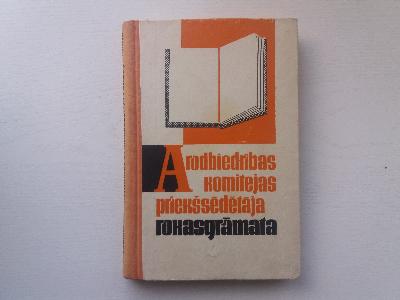 Arodbiedrības
komitejas
priekšsēdētāja
rokasgrāmata